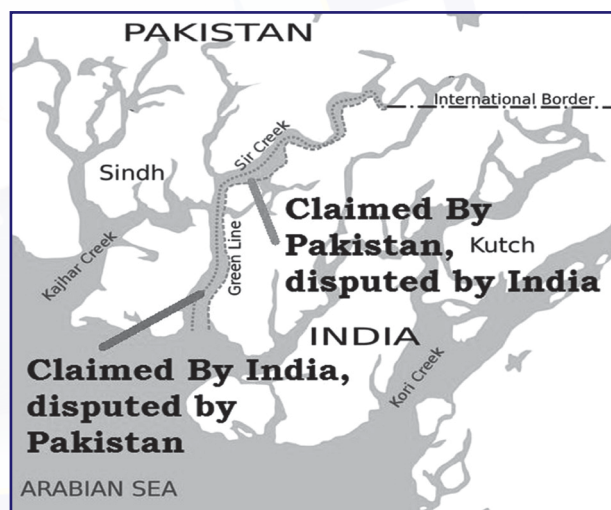 PAKISTAN
International Border
Sir Creek
Sindh
Claimed By
Pakistan,
disputed by India
Kutch
Green Line
Kajhar Creek
INDIA
Claimed By India,
disputed by
Pakistan
Kori Creek
ARABIAN SEA